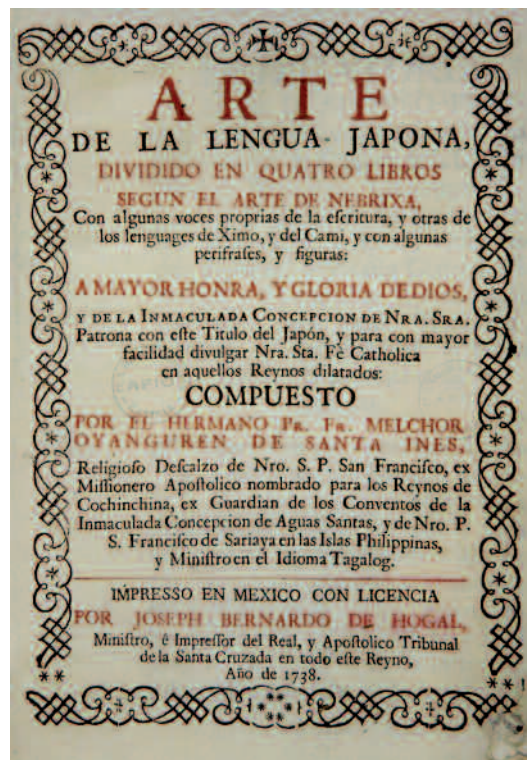 ARTE
DE LA LENGUA JAPONA,
DIVIDIDO EN QUATRO LIBROS
SEGUN EL ARTE DE NEBRIXA,
Con algunas voces proprias de la eſcritura, y otras de
los lenguages de Ximo, y del Cami, y con algunas
perifraſes, y figuras:
A MAYOR HONRA, Y GLORIA DE DIOS,
Y DE LA INMACULADA CONCEPCION DE NRA. SRA.
Patrona con eſte Titulo del Japón, y para con mayor
facilidad divulgar Nra. Sta. Fè Catholica
en aquellos Reynos dilatados:
COMPUESTO
POR EL HERMANO PR. FR. MELCHOR
OYANGUREN DE SANTA INES,
Religioſo Deſcalzo de Nro. S. P. San Franciſco, ex
Miſſionero Apoſtolico nombrado para los Reynos de
Cochinchina, ex Guardian de los Conventos de la
Inmaculada Concepcion de Aguas Santas, y de Nro. P.
S. Franciſco de Sariaya en las Islas Philippinas,
y Miniſtro en el Idioma Tagalog.
IMPRESSO EN MEXICO CON LICENCIA
POR JOSEPH BERNARDO DE HOGAL,
Miniſtro, é Impreſſor del Real, y Apoſtolico Tribunal
de la Santa Cruzada en todo eſte Reyno,
Año de 1738.